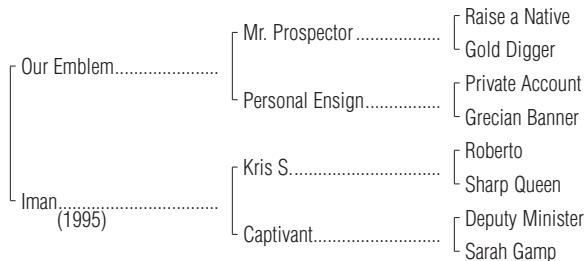 Raise a Native
Mr. Prospector ...................
Gold Digger
Our Emblem.......................
Private Account
Personal Ensign.................
Grecian Banner
Roberto
Kris S...............................
Sharp Queen
Iman...................................
(1995)
Deputy Minister
Captivant............................
Sarah Gamp